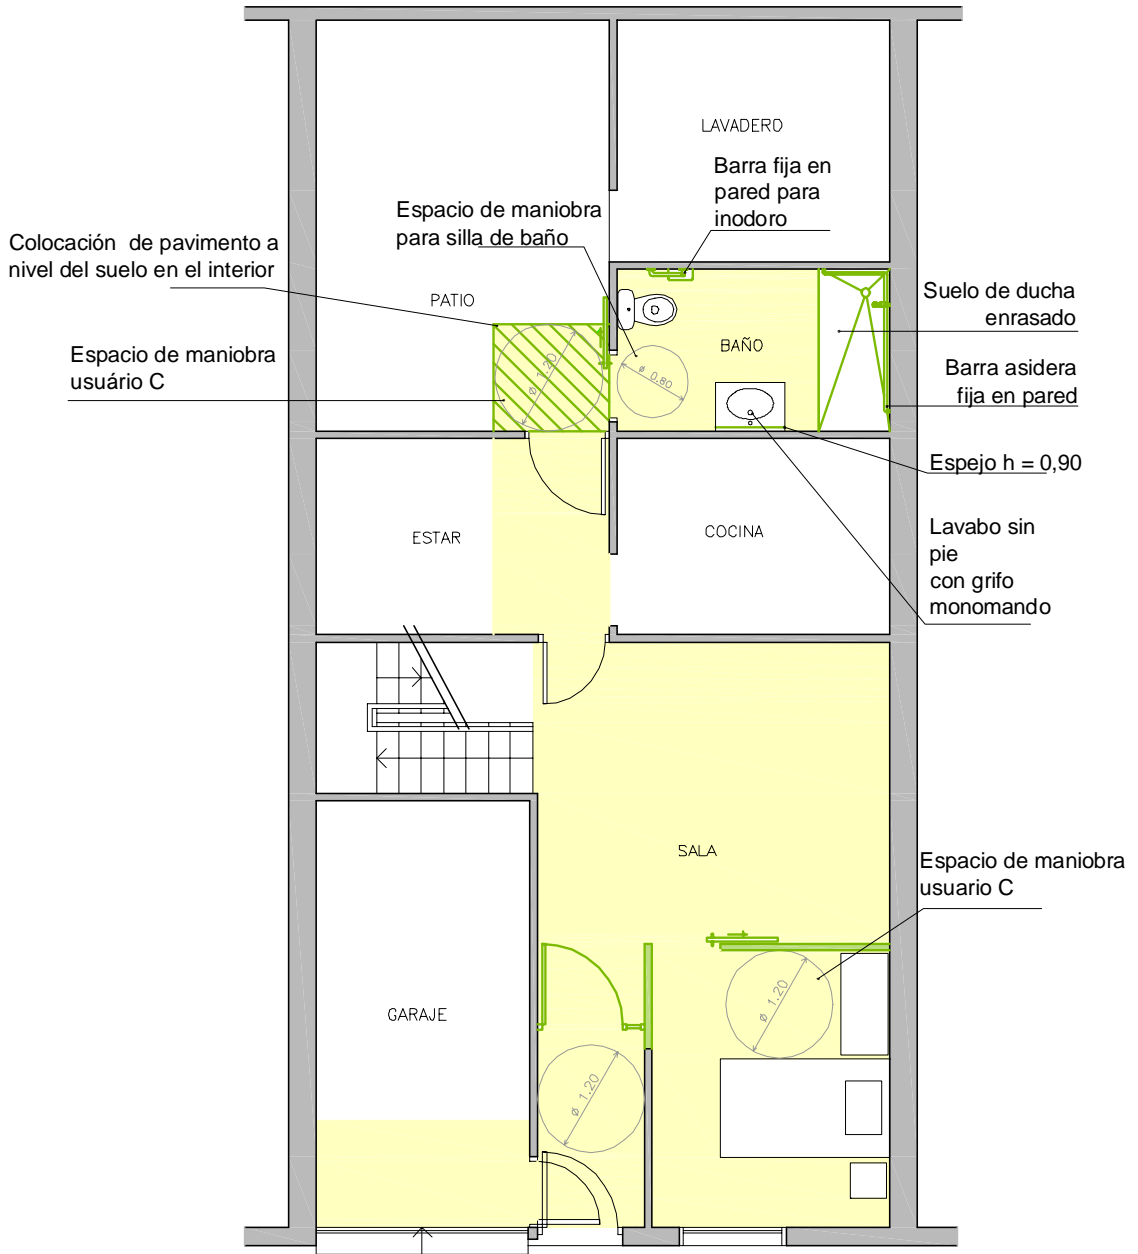 LAVADERO
Barra fija en
pared para
inodoro
Espacio de maniobra
para silla de baño
Colocación de pavimento a
nivel del suelo en el interior
PATIO
Suelo de ducha
enrasado
Espacio de maniobra
usuário C
BAÑO
ø 1.20
ø 0.80
Barra asidera
fija en pared
Espejo h = 0,90
ESTAR
COCINA
Lavabo sin
pie
con grifo
monomando
SALA
Espacio de maniobra
usuario C
ø 1.20
GARAJE
ø 1.20